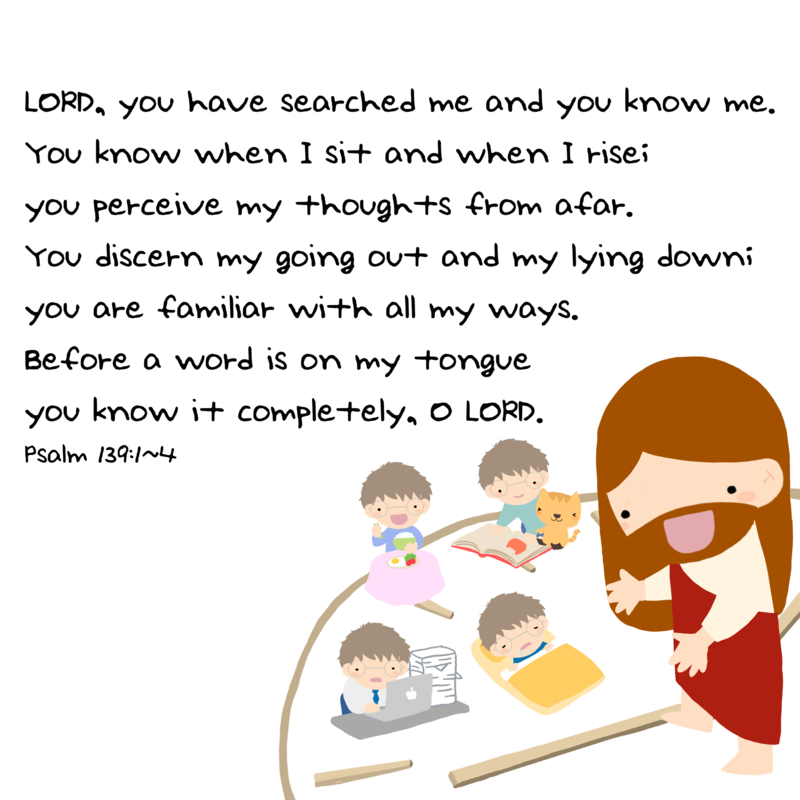 LORD, you have searched me and you know me.
You know when I sit and when I rise;
you perceive my thoughts from afar.
You discern my going out and my lying down;
you are familiar with all my ways.
Before a word is on my tongue
you know it completely, O LORD.
Psalm 139:1~4